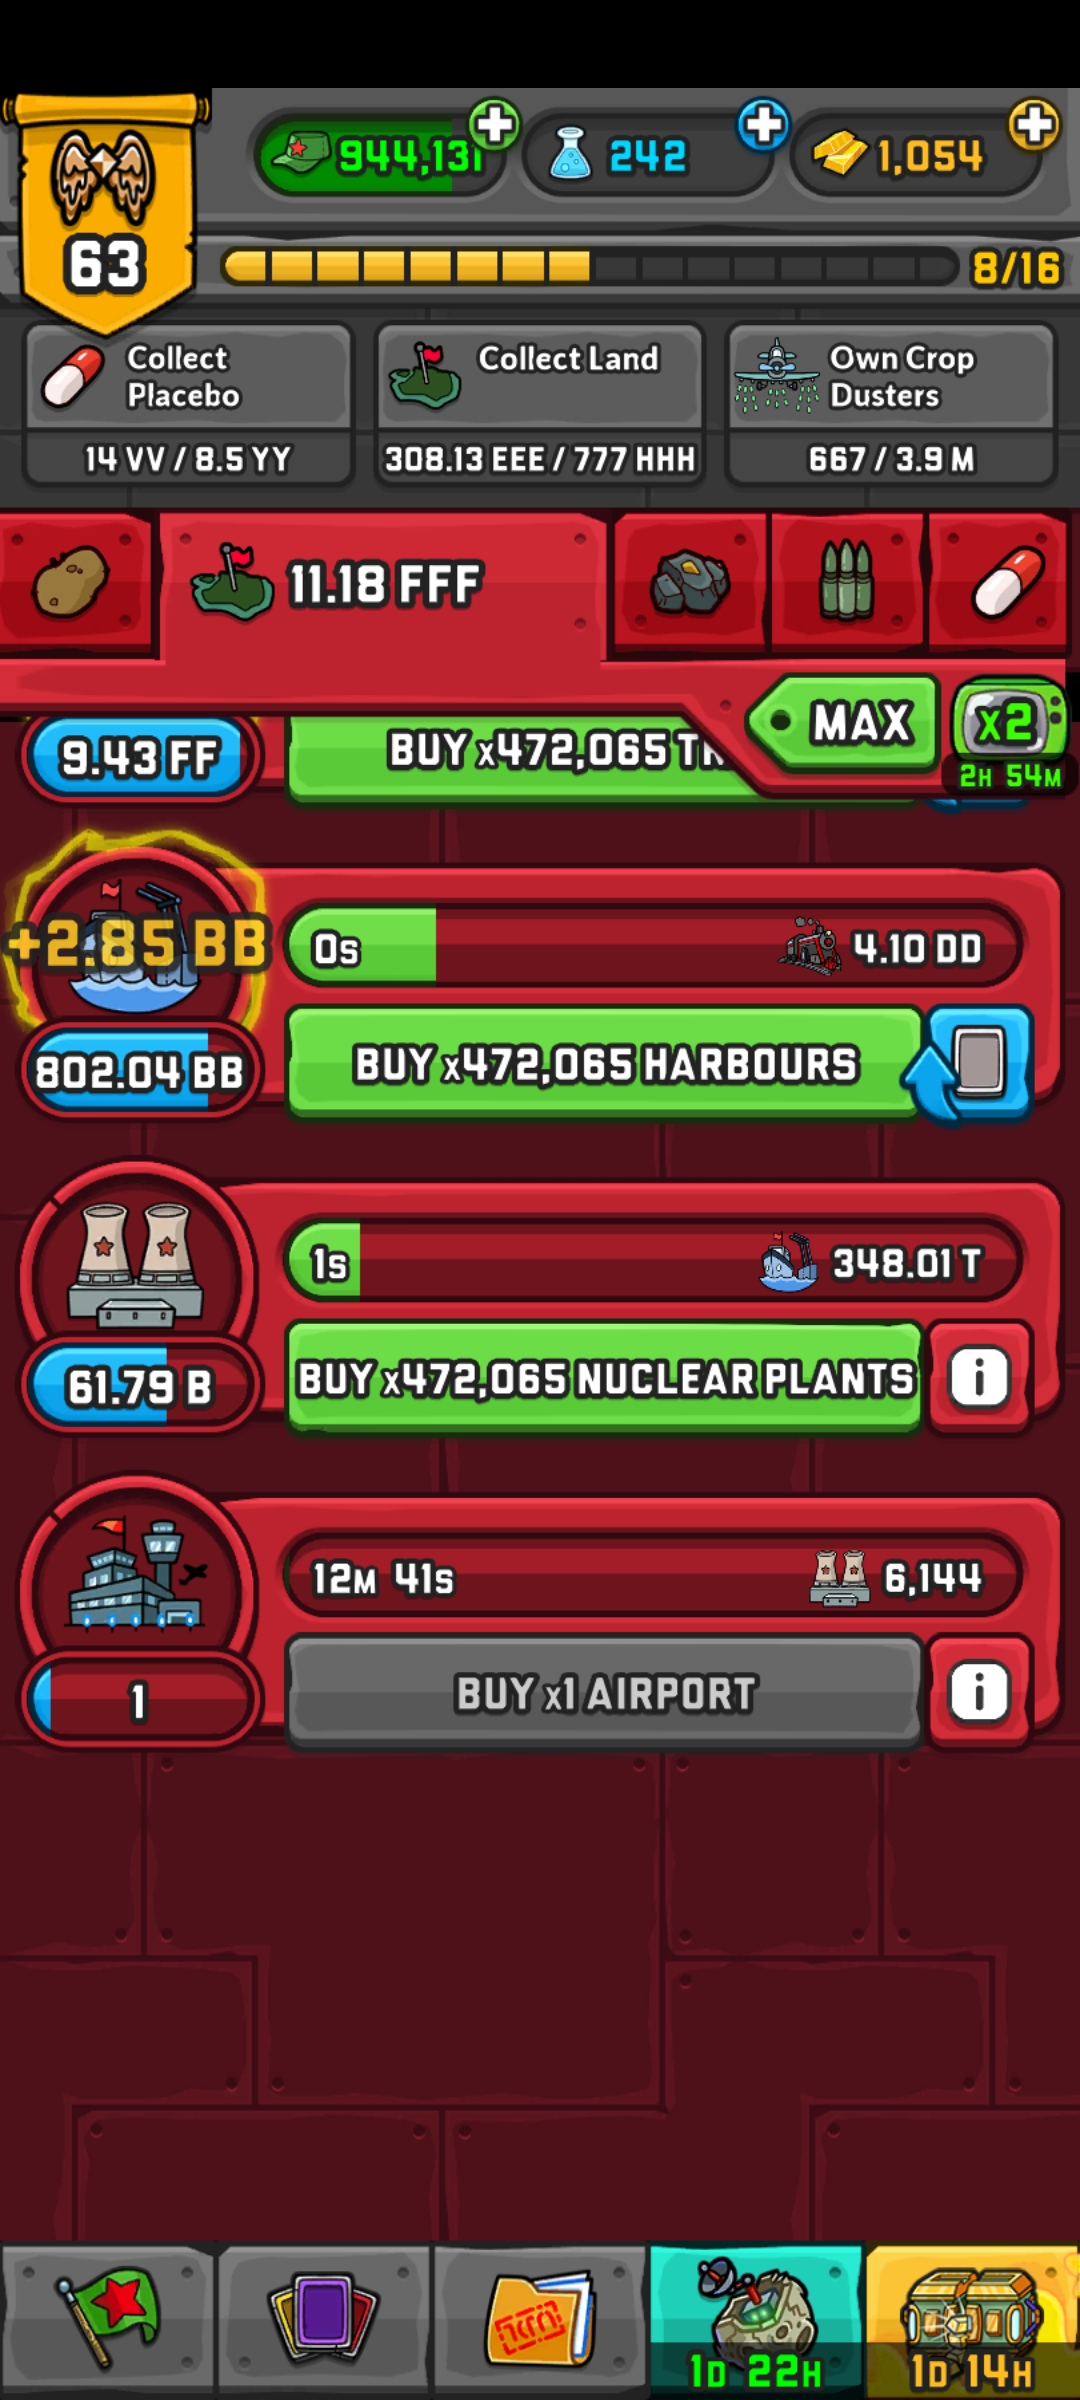 944,131
242
1,054
63
8/16
Collect
Placebo
Collect Land
Own Crop
Dusters
14 VV / 8.5 YY
308.13 EEE / 777 HHH
667 / 3.9 M
11.18 FFF
MAX
x2
2H 54M
9.43 FF
BUY x472,065 TR
+2.85 BB
0s
4.10 DD
802.04 BB
BUY x472,065 HARBOURS
1s
348.01 T
61.79 B
BUY x472,065 NUCLEAR PLANTS
i
12M 41s
6,144
1
BUY x1 AIRPORT
i
1D 22H
1D 14H